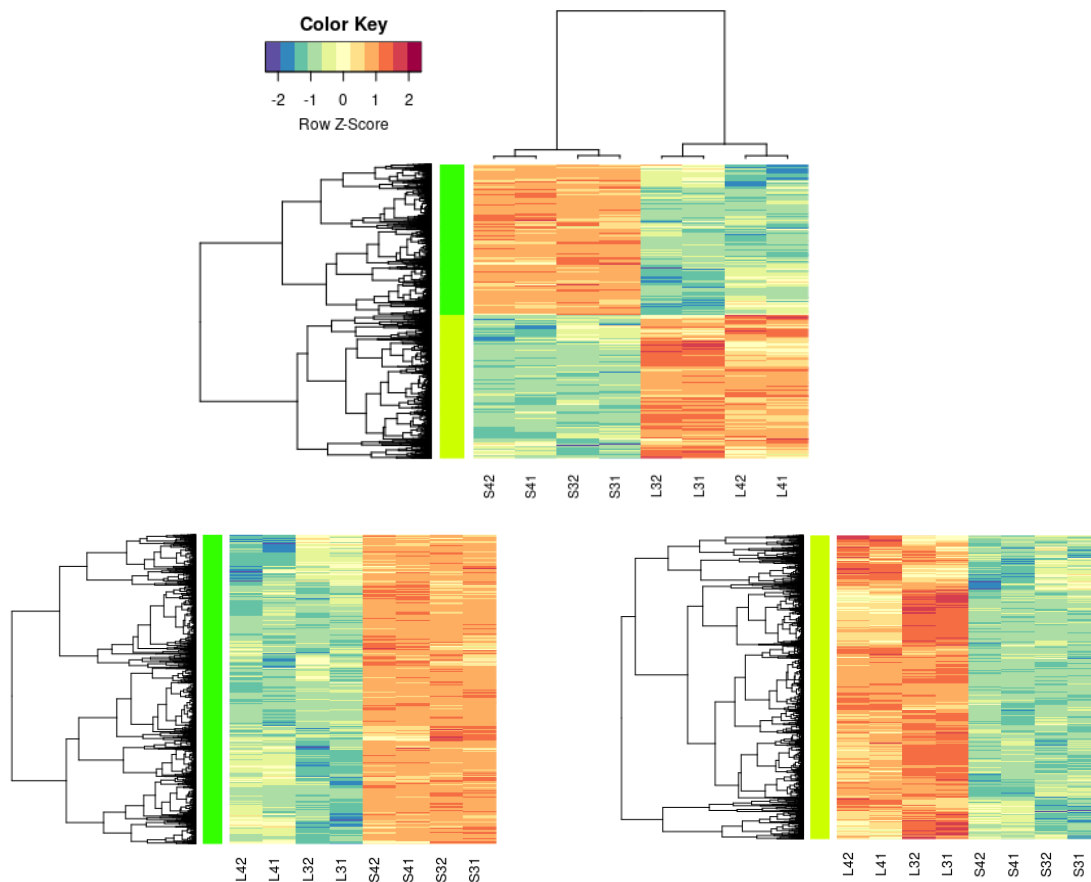 Color Key
-2 -1 0 1 2
Row Z-Score
S42 S41 S32 S31 L32 L31 L42 L41
L42 L41 L32 L31 S42 S41 S32 S31
L42 L41 L32 L31 S42 S41 S32 S31